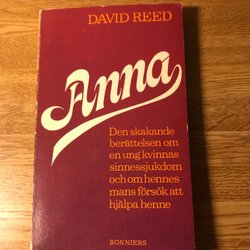 DAVID REED
Anna
Den skakande
berättelsen om
en ung kvinnas
sinnessjukdom
och om hennes
mans försök att
hjälpa henne
BONNIERS